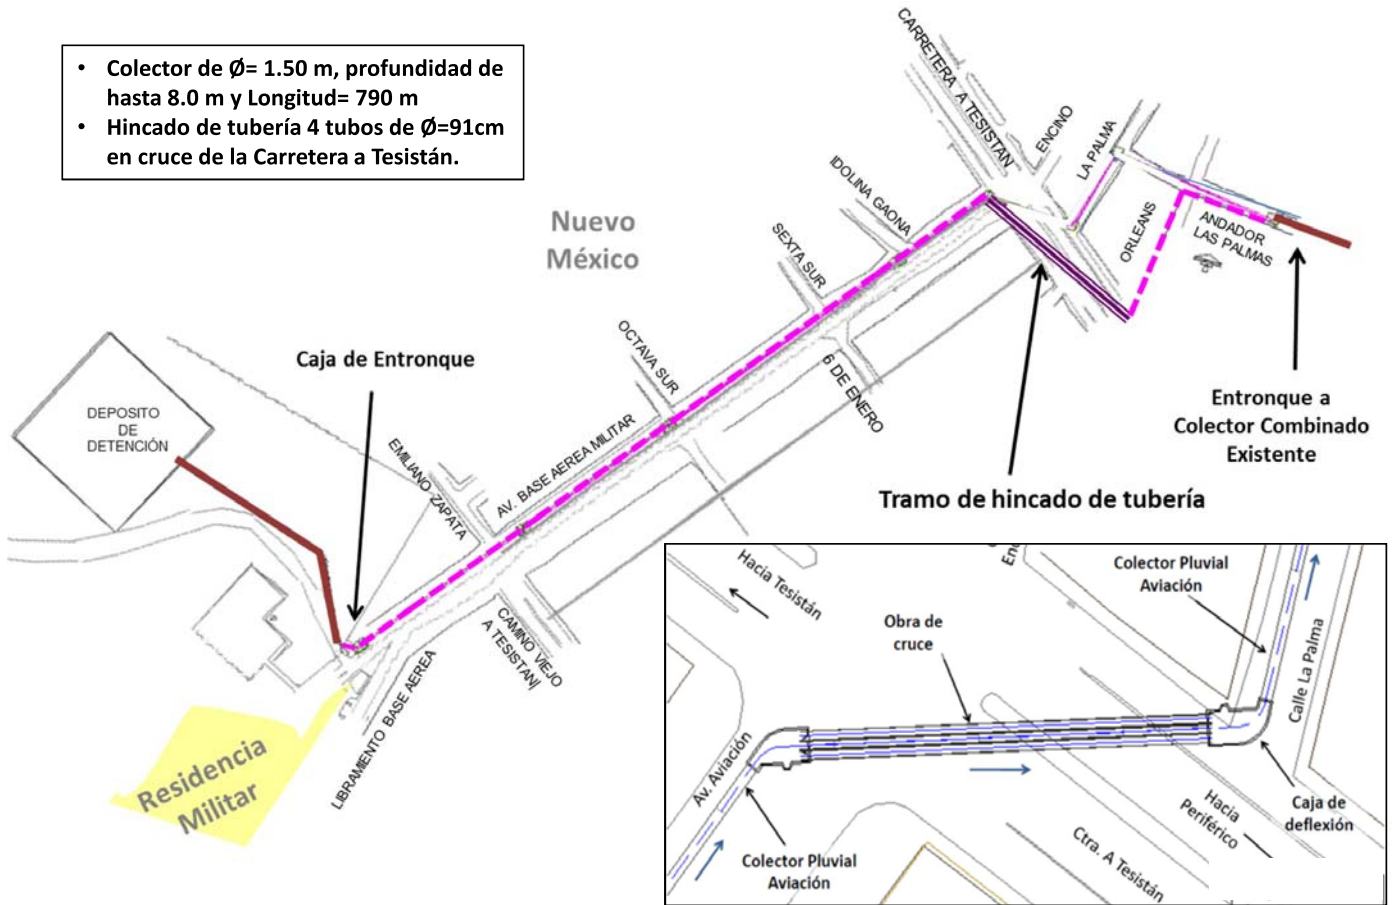 • Colector de Ø= 1.50 m, profundidad de
hasta 8.0 m y Longitud= 790 m
• Hincado de tubería 4 tubos de Ø=91cm
en cruce de la Carretera a Tesistán.
Nuevo
México
CARRETERA A TESISTAN
ENCINO
LA PALMA
IDOLINA GAONA
SEXTA SUR
ORLEANS
ANDADOR
LAS PALMAS
OCTAVA SUR
6 DE ENERO
Caja de Entronque
DEPOSITO
DE
DETENCIÓN
EMILIANO ZAPATA
AV. BASE AEREA MILITAR
Entronque a
Colector Combinado
Existente
Tramo de hincado de tubería
CAMINO VIEJO
A TESISTAN
LIBRAMIENTO BASE AEREA
Residencia
Militar
Hacia Tesistán
Colector Pluvial
Aviación
Obra de
cruce
Calle La Palma
Av. Aviación
Hacia
Periférico
Caja de
deflexión
Ctra. A Tesistán
Colector Pluvial
Aviación